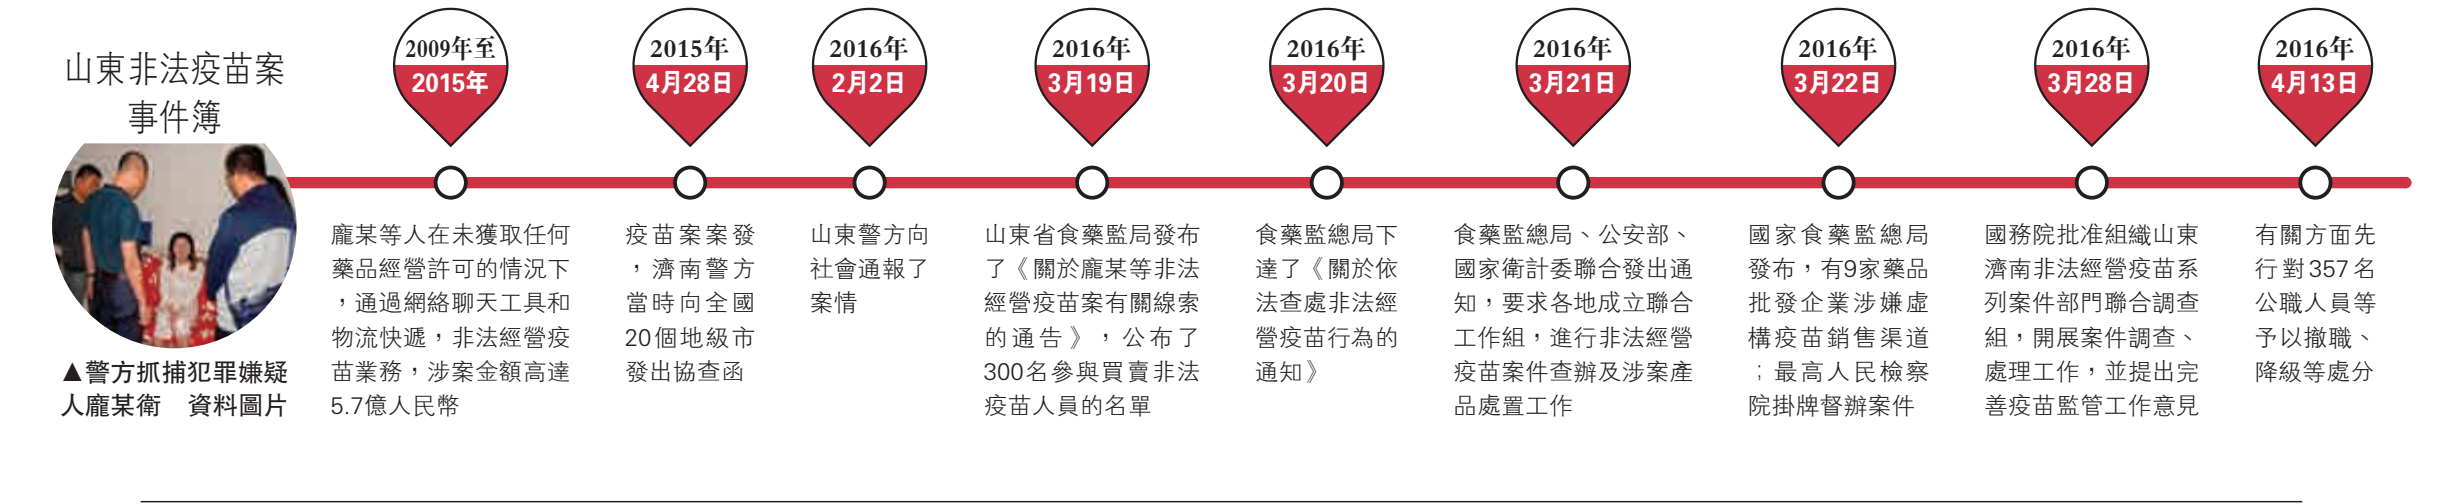 山東非法疫苗案
事件簿
▲警方抓捕犯罪嫌疑
人龐某衛　資料圖片
2009年至
2015年
龐某等人在未獲取任何
藥品經營許可的情況下
，通過網絡聊天工具和
物流快遞，非法經營疫
苗業務，涉案金額高達
5.7億人民幣
2015年
4月28日
疫苗案案發
，濟南警方
當時向全國
20個地級市
發出協查函
2016年
2月2日
山東警方向
社會通報了
案情
2016年
3月19日
山東省食藥監局發布
了《關於龐某等非法
經營疫苗案有關線索
的通告》，公布了
300名參與買賣非法
疫苗人員的名單
2016年
3月20日
食藥監總局下
達了《關於依
法查處非法經
營疫苗行為的
通知》
2016年
3月21日
食藥監總局、公安部、
國家衛計委聯合發出通
知，要求各地成立聯合
工作組，進行非法經營
疫苗案件查辦及涉案產
品處置工作
2016年
3月22日
國家食藥監總局
發布，有9家藥品
批發企業涉嫌虛
構疫苗銷售渠道
；最高人民檢察
院掛牌督辦案件
2016年
3月28日
國務院批准組織山東
濟南非法經營疫苗系
列案件部門聯合調查
組，開展案件調查、
處理工作，並提出完
善疫苗監管工作意見
2016年
4月13日
有關方面先
行對357名
公職人員等
予以撤職、
降級等處分